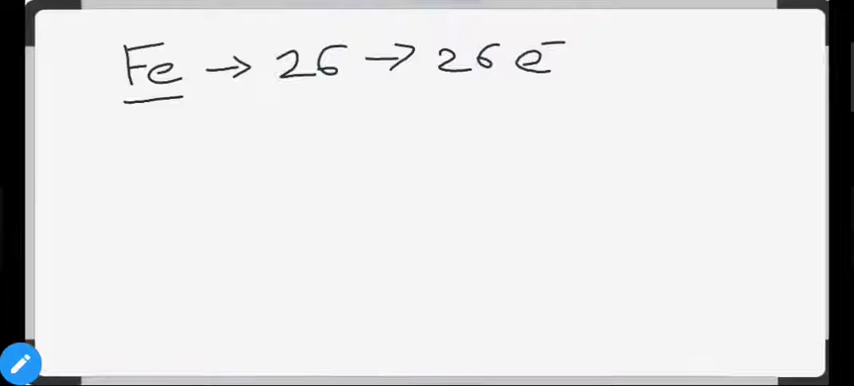 Fe → 26 → 26 e⁻